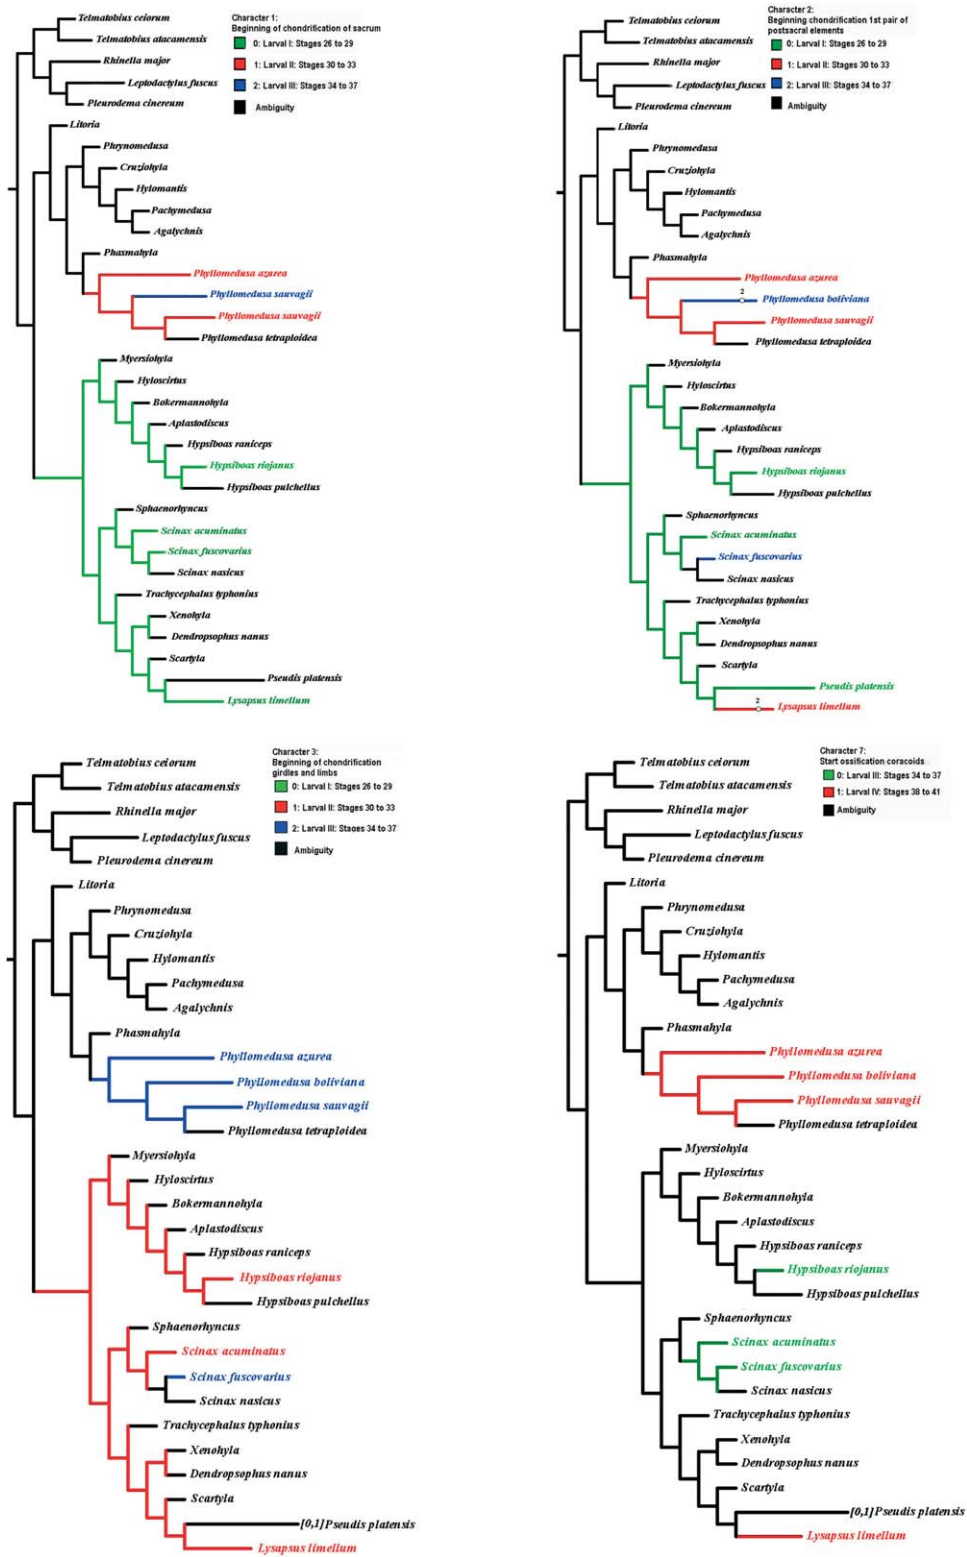 Telmatobius ceiorum
Telmatobius atacamensis
Rhinella major
Leptodactylus fuscus
Pleurodema cinereum
Litoria
Phrynomedusa
Cruziohyla
Hylomantis
Pachymedusa
Agalychnis
Phasmahyla
Phyllomedusa azurea
Phyllomedusa sauvagii
Phyllomedusa sauvagii
Phyllomedusa tetraploidea
Myersiohyla
Hyloscirtus
Bokermannohyla
Aplastodiscus
Hypsiboas raniceps
Hypsiboas riojanus
Hypsiboas pulchellus
Sphaenorhyncus
Scinax acuminatus
Scinax fuscovarius
Scinax nasicus
Trachycephalus typhonius
Xenohyla
Dendropsophus nanus
Scartyla
Pseudis platensis
Lysapsus limellum
Character 1:
Beginning of chondrification of sacrum
0: Larval I: Stages 26 to 29
1: Larval II: Stages 30 to 33
2: Larval III: Stages 34 to 37
Ambiguity
Telmatobius ceiorum
Telmatobius atacamensis
Rhinella major
Leptodactylus fuscus
Pleurodema cinereum
Litoria
Phrynomedusa
Cruziohyla
Hylomantis
Pachymedusa
Agalychnis
Phasmahyla
Phyllomedusa azurea
2
Phyllomedusa boliviana
Phyllomedusa sauvagii
Phyllomedusa tetraploidea
Myersiohyla
Hyloscirtus
Bokermannohyla
Aplastodiscus
Hypsiboas raniceps
Hypsiboas riojanus
Hypsiboas pulchellus
Sphaenorhyncus
Scinax acuminatus
Scinax fuscovarius
Scinax nasicus
Trachycephalus typhonius
Xenohyla
Dendropsophus nanus
Scartyla
Pseudis platensis
2
Lysapsus limellum
Character 2:
Beginning chondrification 1st pair of
postsacral elements
0: Larval I: Stages 26 to 29
1: Larval II: Stages 30 to 33
2: Larval III: Stages 34 to 37
Ambiguity
Telmatobius ceiorum
Telmatobius atacamensis
Rhinella major
Leptodactylus fuscus
Pleurodema cinereum
Litoria
Phrynomedusa
Cruziohyla
Hylomantis
Pachymedusa
Agalychnis
Phasmahyla
Phyllomedusa azurea
Phyllomedusa boliviana
Phyllomedusa sauvagii
Phyllomedusa tetraploidea
Myersiohyla
Hyloscirtus
Bokermannohyla
Aplastodiscus
Hypsiboas raniceps
Hypsiboas riojanus
Hypsiboas pulchellus
Sphaenorhyncus
Scinax acuminatus
Scinax fuscovarius
Scinax nasicus
Trachycephalus typhonius
Xenohyla
Dendropsophus nanus
Scartyla
[0,1]Pseudis platensis
Lysapsus limellum
Character 3:
Beginning of chondrification
girdles and limbs
0: Larval I: Stages 26 to 29
1: Larval II: Stages 30 to 33
2: Larval III: Stages 34 to 37
Ambiguity
Telmatobius ceiorum
Telmatobius atacamensis
Rhinella major
Leptodactylus fuscus
Pleurodema cinereum
Litoria
Phrynomedusa
Cruziohyla
Hylomantis
Pachymedusa
Agalychnis
Phasmahyla
Phyllomedusa azurea
Phyllomedusa boliviana
Phyllomedusa sauvagii
Phyllomedusa tetraploidea
Myersiohyla
Hyloscirtus
Bokermannohyla
Aplastodiscus
Hypsiboas raniceps
Hypsiboas riojanus
Hypsiboas pulchellus
Sphaenorhyncus
Scinax acuminatus
Scinax fuscovarius
Scinax nasicus
Trachycephalus typhonius
Xenohyla
Dendropsophus nanus
Scartyla
[0,1]Pseudis platensis
Lysapsus limellum
Character 7:
Start ossification coracoids
0: Larval III: Stages 34 to 37
1: Larval IV: Stages 38 to 41
Ambiguity